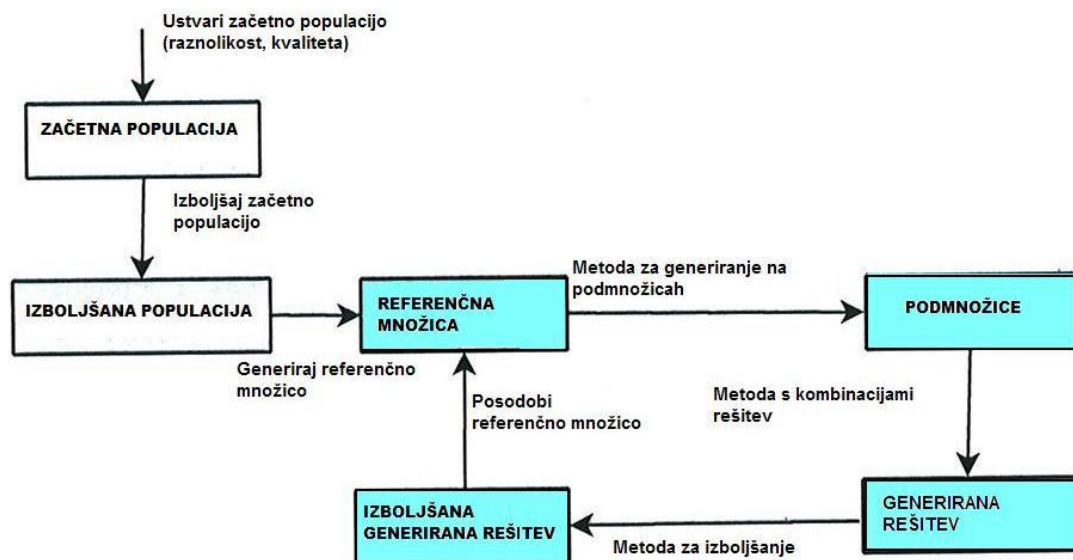 Ustvari začetno populacijo
(raznolikost, kvaliteta)
ZAČETNA POPULACIJA
Izboljšaj začetno
populacijo
IZBOLJŠANA POPULACIJA
Generiraj referenčno
množico
REFERENČNA
MNOŽICA
Metoda za generiranje na
podmnožicah
PODMNOŽICE
Metoda s kombinacijami
rešitev
GENERIRANA
REŠITEV
Metoda za izboljšanje
IZBOLJŠANA
GENERIRANA REŠITEV
Posodobi
referenčno množico